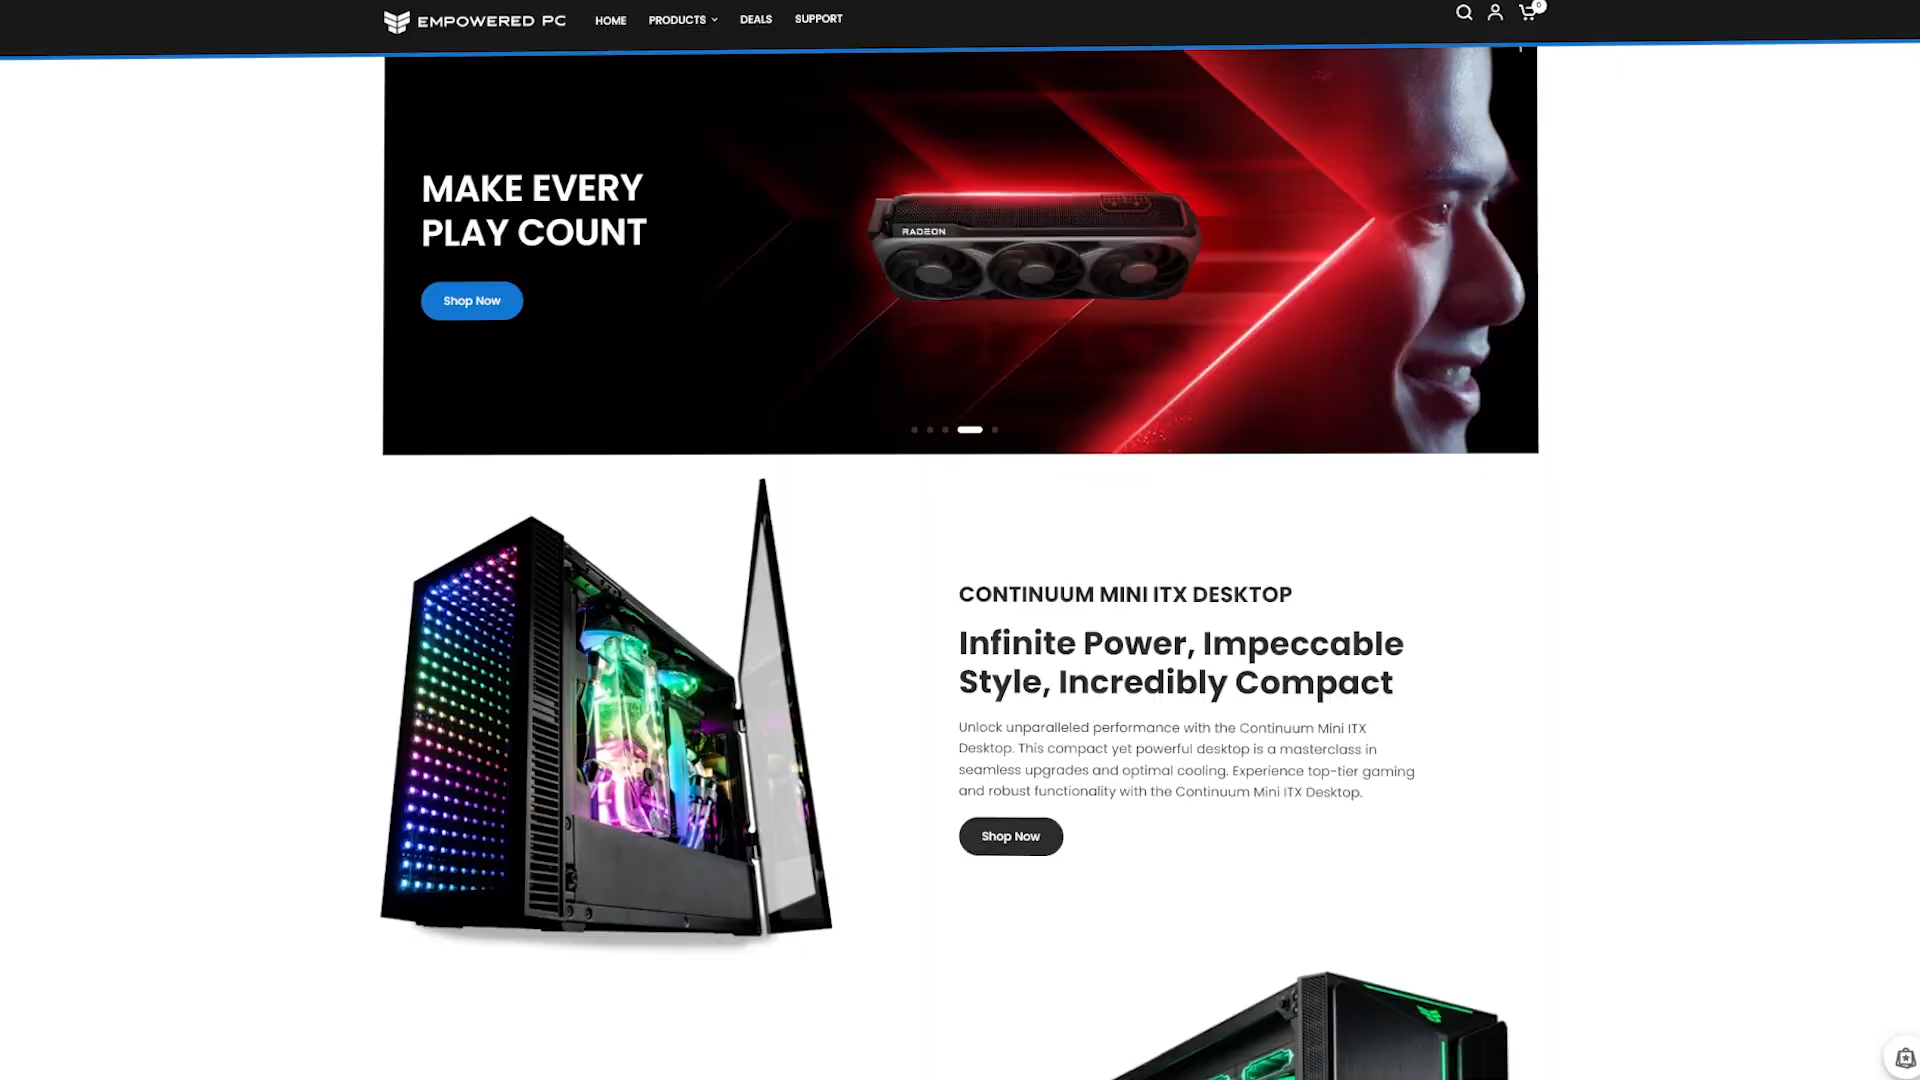 EMPOWERED PC
HOME
PRODUCTS
DEALS
SUPPORT
0
MAKE EVERY
PLAY COUNT
RADEON
Shop Now
CONTINUUM MINI ITX DESKTOP
Infinite Power, Impeccable
Style, Incredibly Compact
Unlock unparalleled performance with the Continuum Mini ITX
Desktop. This compact yet powerful desktop is a masterclass in
seamless upgrades and optimal cooling. Experience top-tier gaming
and robust functionality with the Continuum Mini ITX Desktop.
Shop Now